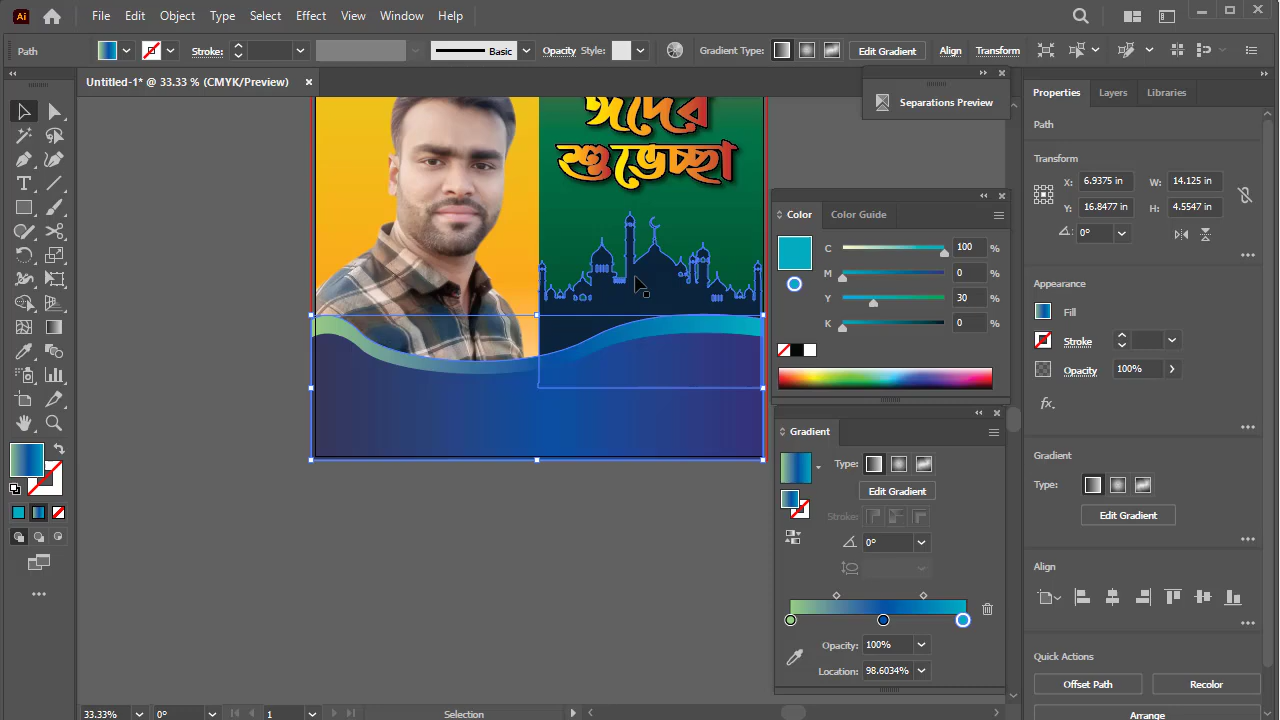 Ai File Edit Object Type Select Effect View Window Help
Path Stroke: Basic Opacity Style: Gradient Type: Edit Gradient Align Transform
Untitled-1* @ 33.33 % (CMYK/Preview) ×
Separations Preview
Properties Layers Libraries
Path
Transform
X: 6.9375 in W: 14.125 in
Y: 16.8477 in H: 4.5547 in
0°
Appearance
Fill
Stroke
Opacity 100%
fx.
Gradient
Type:
Edit Gradient
Align
Quick Actions
Offset Path Recolor
Arrange
ঈদের
শুভেচ্ছা
Color Color Guide
C 100 %
M 0 %
Y 30 %
K 0 %
Gradient
Type:
Edit Gradient
Stroke:
0°
Opacity: 100%
Location: 98.6034%
33.33% 0° 1 Selection